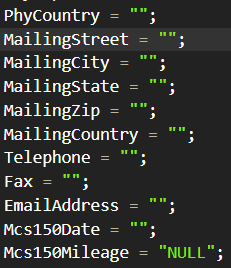 PhyCountry = "";
MailingStreet = "";
MailingCity = "";
MailingState = "";
MailingZip = "";
MailingCountry = "";
Telephone = "";
Fax = "";
EmailAddress = "";
Mcs150Date = "";
Mcs150Mileage = "NULL";